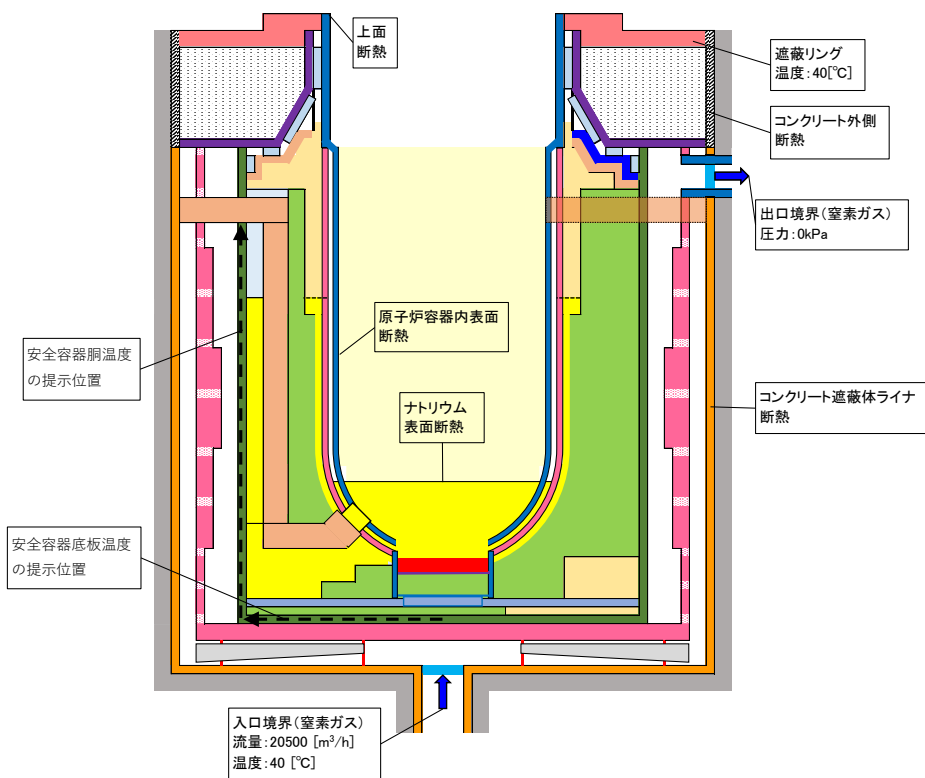 上面
断熱
遮蔽リング
温度：40[℃]
コンクリート外側
断熱
出口境界(窒素ガス)
圧力：0kPa
原子炉容器内表面
断熱
安全容器胴温度
の提示位置
コンクリート遮蔽体ライナ
断熱
ナトリウム
表面断熱
安全容器底板温度
の提示位置
入口境界(窒素ガス)
流量：20500 [m³/h]
温度：40 [℃]